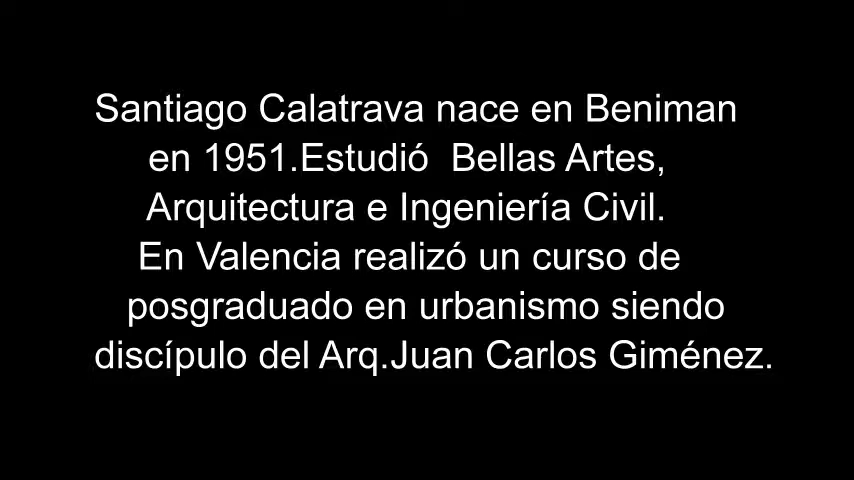 Santiago Calatrava nace en Beniman
en 1951.Estudió  Bellas Artes,
Arquitectura e Ingeniería Civil.
En Valencia realizó un curso de
posgraduado en urbanismo siendo
discípulo del Arq.Juan Carlos Giménez.